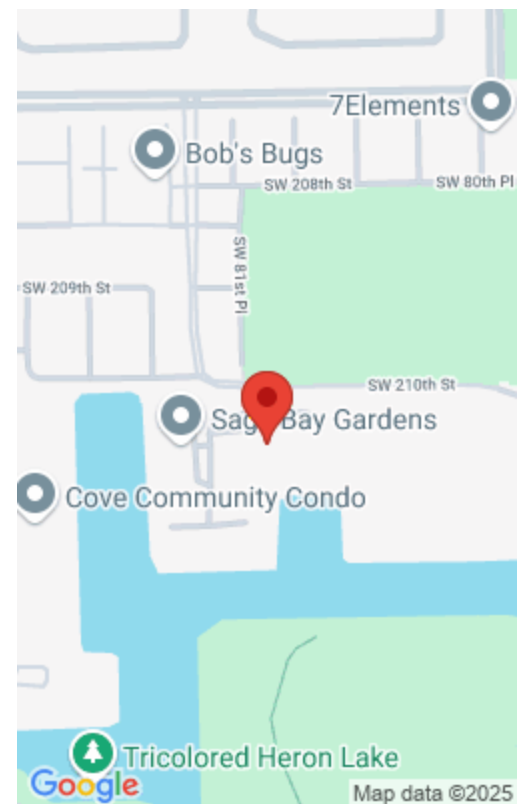 7Elements
Bob's Bugs
SW 208th St
SW 80th Pl
SW 81st Pl
SW 209th St
SW 210th St
Bay Gardens
Cove Community Condo
Tricolored Heron Lake
Google
Map data ©2025